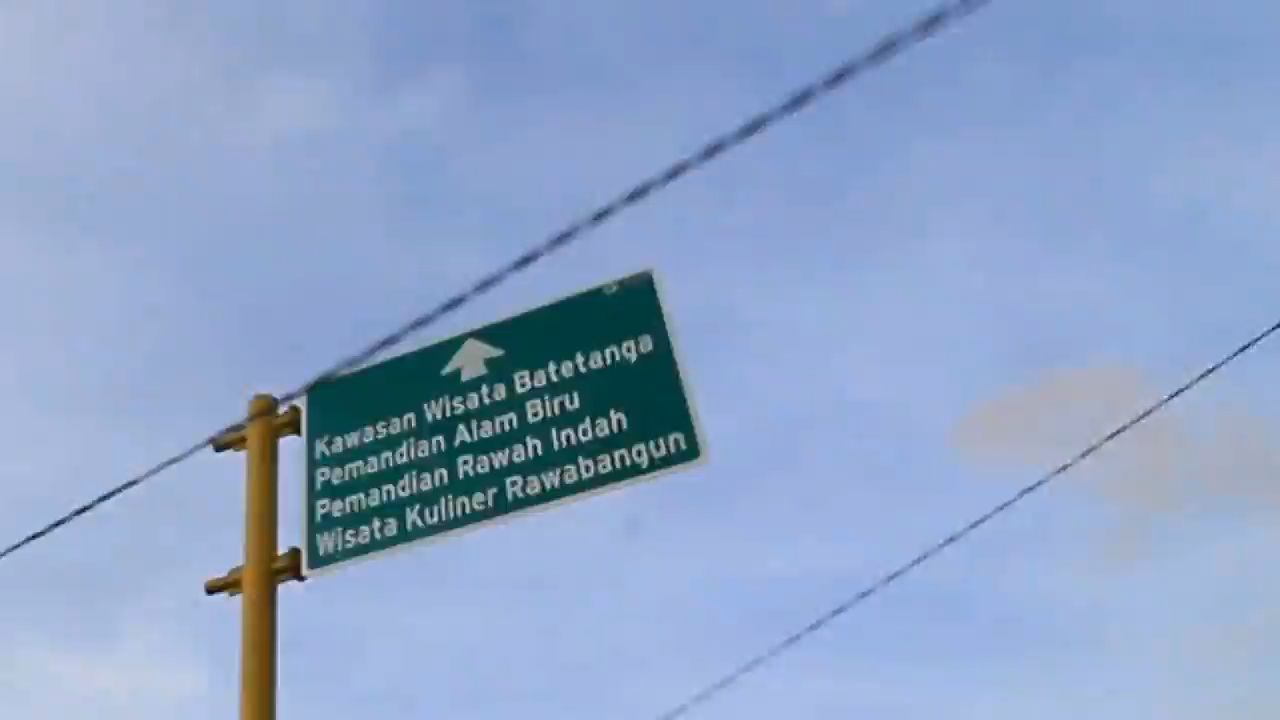 Kawasan Wisata Batetanga
Pemandian Alam Biru
Pemandian Rawah Indah
Wisata Kuliner Rawabangun